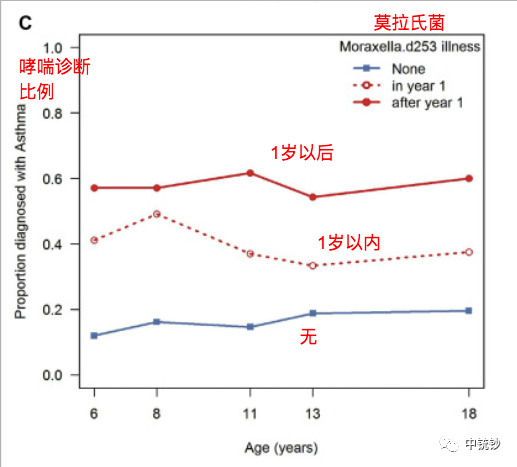 C
莫拉氏菌
Moraxella.d253 illness
None
in year 1
after year 1
哮喘诊断
比例
Proportion diagnosed with Asthma
1.0
0.8
0.6
0.4
0.2
0.0
1岁以后
1岁以内
无
6 8 11 13 18
Age (years)
中铳钞